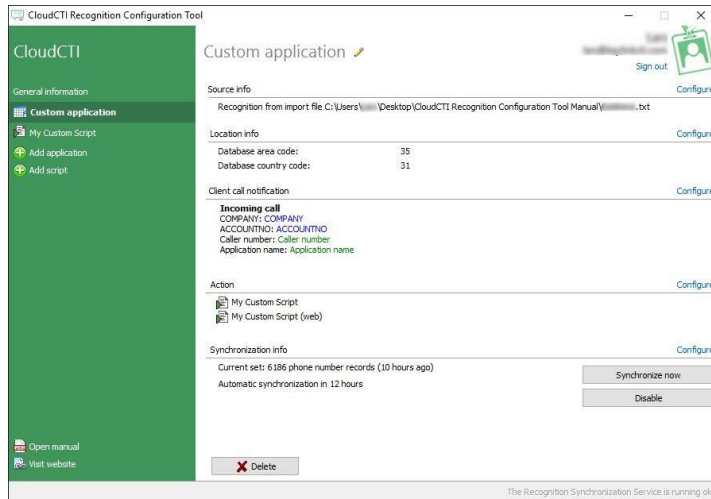 CloudCTI Recognition Configuration Tool
CloudCTI
Custom application
Sign out
General information
Custom application
My Custom Script
Add application
Add script
Open manual
Visit website
Source info
Configure
Recognition from import file C:\Users\ \Desktop\CloudCTI Recognition Configuration Tool Manual\ .txt
Location info
Configure
Database area code: 35
Database country code: 31
Client call notification
Configure
Incoming call
COMPANY: COMPANY
ACCOUNTNO: ACCOUNTNO
Caller number: Caller number
Application name: Application name
Action
Configure
My Custom Script
My Custom Script (web)
Synchronization info
Configure
Current set: 6186 phone number records (10 hours ago)
Automatic synchronization in 12 hours
Synchronize now
Disable
Delete
The Recognition Synchronization Service is running ok